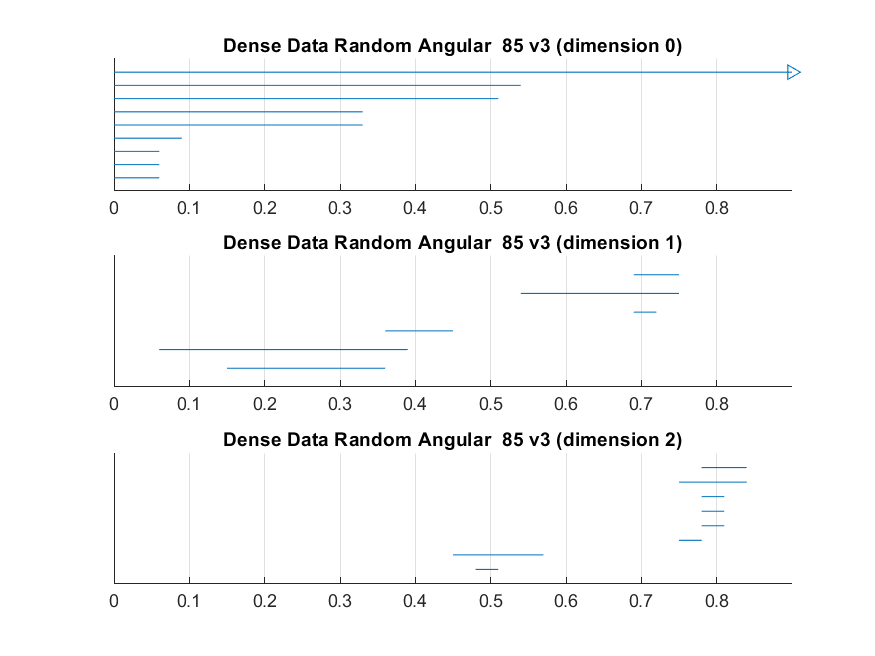 Dense Data Random Angular  85 v3 (dimension 0)
0 0.1 0.2 0.3 0.4 0.5 0.6 0.7 0.8
Dense Data Random Angular  85 v3 (dimension 1)
0 0.1 0.2 0.3 0.4 0.5 0.6 0.7 0.8
Dense Data Random Angular  85 v3 (dimension 2)
0 0.1 0.2 0.3 0.4 0.5 0.6 0.7 0.8